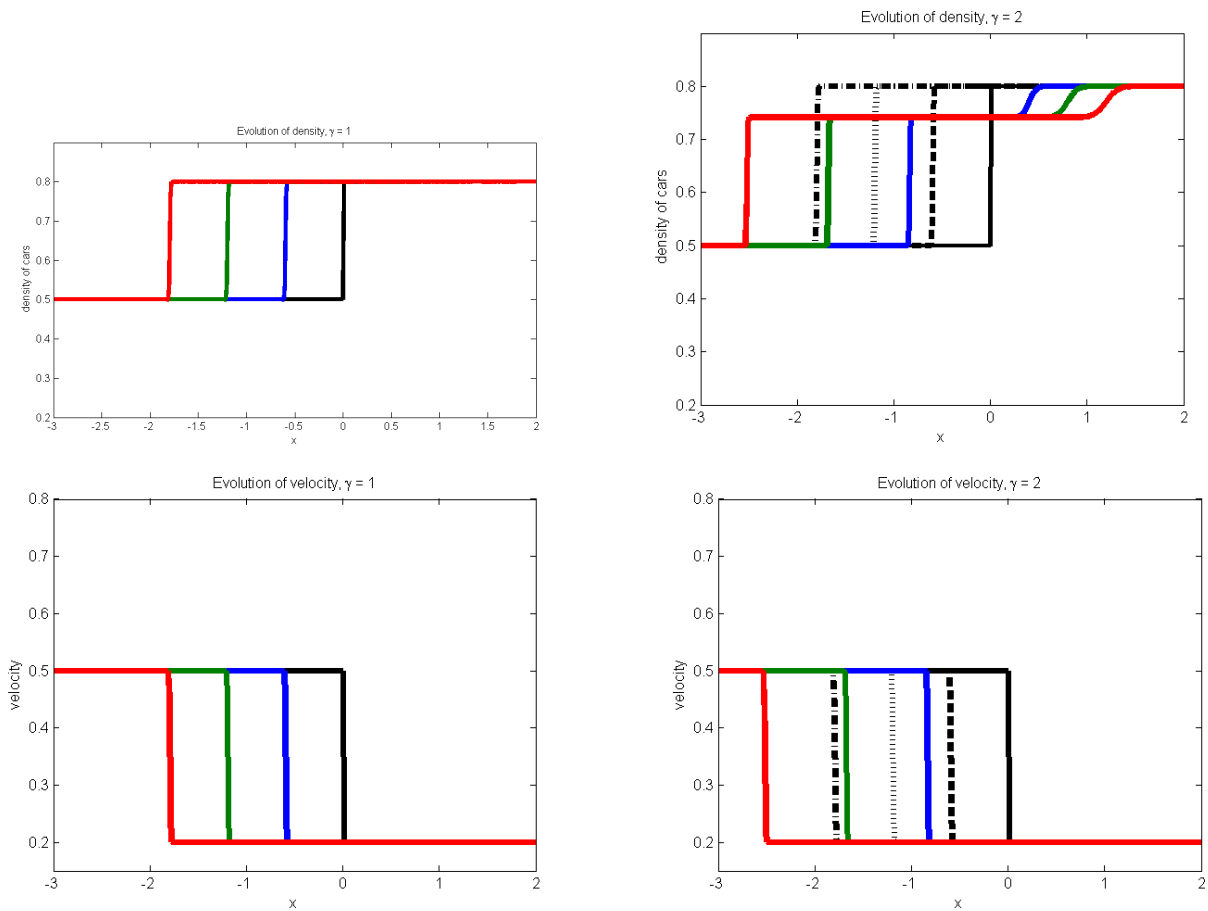 Evolution of density, γ = 1
density of cars
0.9
0.8
0.7
0.6
0.5
0.4
0.3
0.2
-3 -2.5 -2 -1.5 -1 -0.5 0 0.5 1 1.5 2
x
Evolution of density, γ = 2
density of cars
0.8
0.7
0.6
0.5
0.4
0.3
0.2
-3 -2 -1 0 1 2
x
Evolution of velocity, γ = 1
velocity
0.8
0.7
0.6
0.5
0.4
0.3
0.2
-3 -2 -1 0 1 2
x
Evolution of velocity, γ = 2
velocity
0.8
0.7
0.6
0.5
0.4
0.3
0.2
-3 -2 -1 0 1 2
x